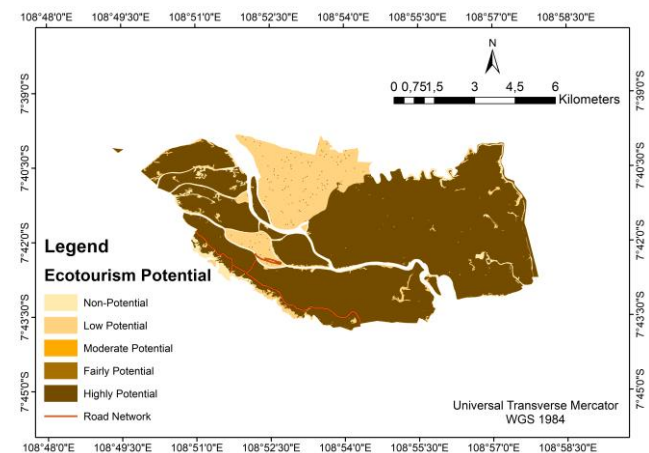 108°48'0"E 108°49'30"E 108°51'0"E 108°52'30"E 108°54'0"E 108°55'30"E 108°57'0"E 108°58'30"E
N
0 0,75 1,5 3 4,5 6
Kilometers
7°39'0"S 7°39'0"S
7°40'30"S 7°40'30"S
7°42'0"S 7°42'0"S
Legend
Ecotourism Potential
Non-Potential
Low Potential
Moderate Potential
7°43'30"S 7°43'30"S
Fairly Potential
Highly Potential
7°45'0"S 7°45'0"S
Road Network
Universal Transverse Mercator
WGS 1984
108°48'0"E 108°49'30"E 108°51'0"E 108°52'30"E 108°54'0"E 108°55'30"E 108°57'0"E 108°58'30"E